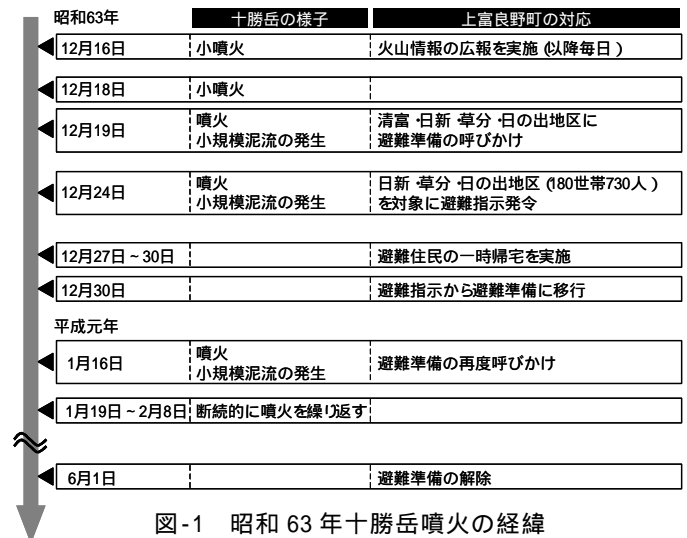 昭和63年
十勝岳の様子 上富良野町の対応
12月16日 小噴火 火山情報の広報を実施(以降毎日)
12月18日 小噴火
12月19日 噴火 清富・日新・草分・日の出地区に
小規模泥流の発生 避難準備の呼びかけ
12月24日 噴火 日新・草分・日の出地区(180世帯730人)
小規模泥流の発生 を対象に避難指示発令
12月27日~30日 避難住民の一時帰宅を実施
12月30日 避難指示から避難準備に移行
平成元年
1月16日 噴火 避難準備の再度呼びかけ
小規模泥流の発生
1月19日~2月8日 断続的に噴火を繰り返す
6月1日 避難準備の解除
図-1 昭和63年十勝岳噴火の経緯